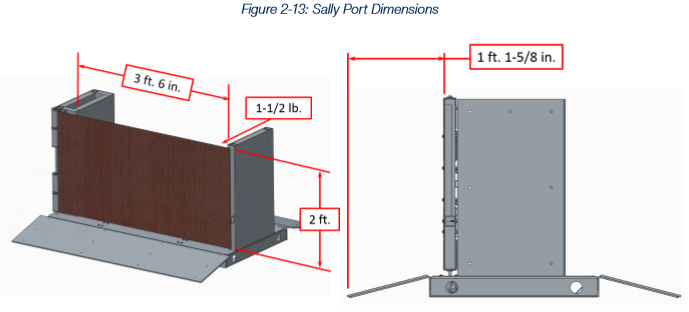 Figure 2-13: Sally Port Dimensions
1 ft. 1-5/8 in.
3 ft. 6 in.
1-1/2 lb.
2 ft.